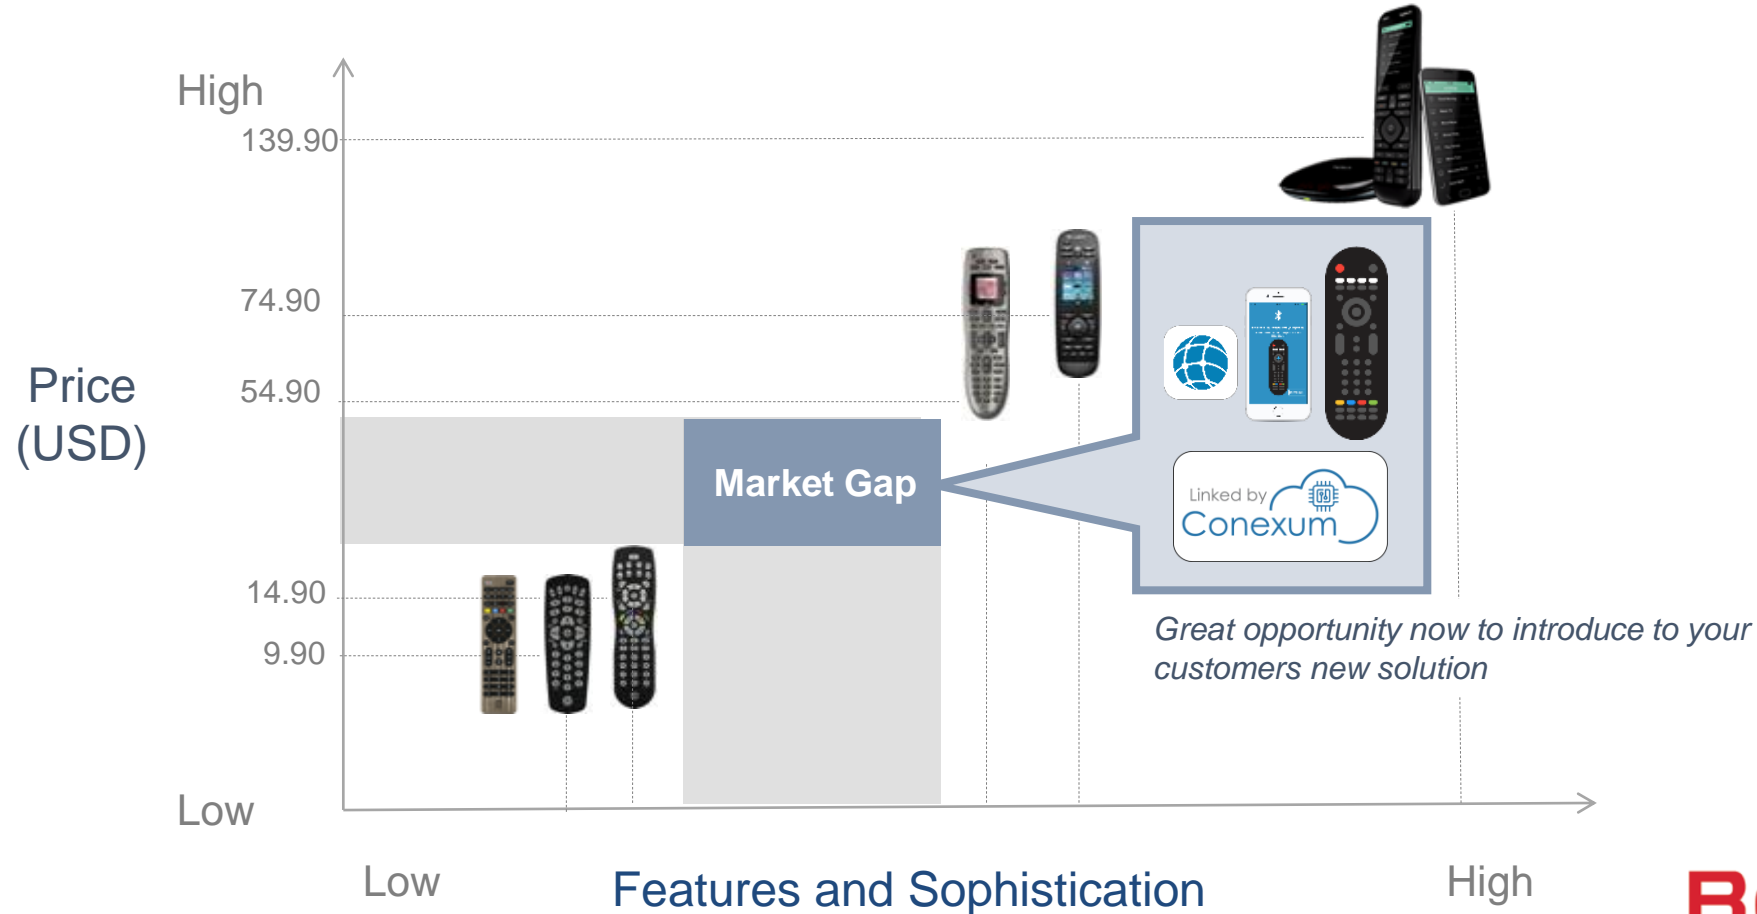 High
139.90
74.90
54.90
Price
(USD)
Market Gap
Linked by
Conexum
14.90
9.90
Great opportunity now to introduce to your
customers new solution
Low
Low
Features and Sophistication
High